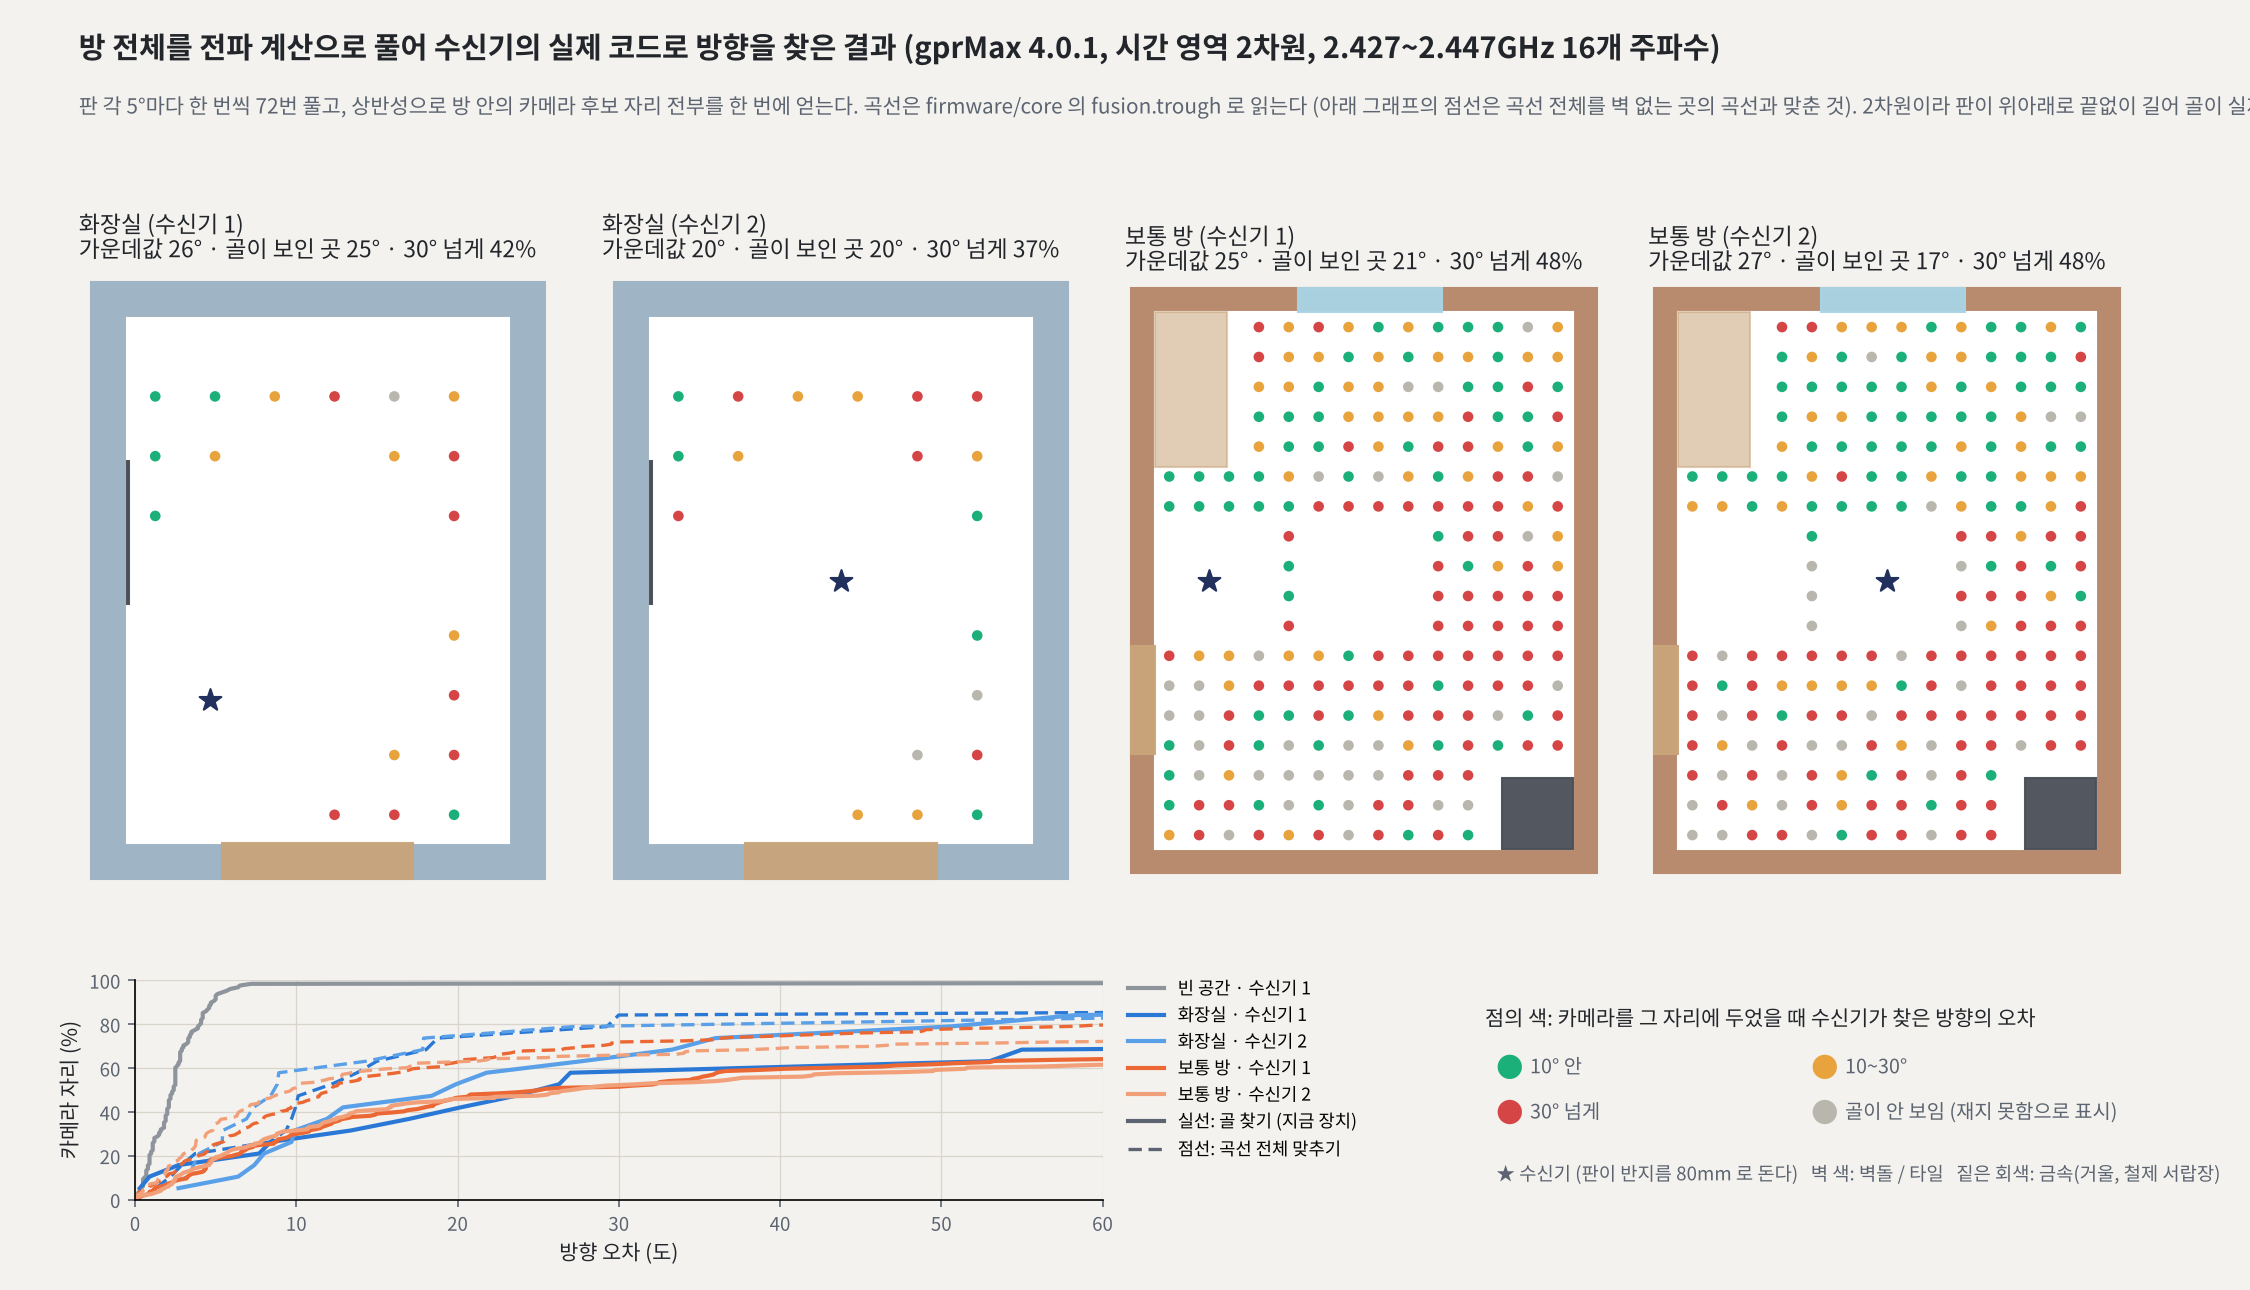 방 전체를 전파 계산으로 풀어 수신기의 실제 코드로 방향을 찾은 결과 (gprMax 4.0.1, 시간 영역 2차원, 2.427~2.447GHz 16개 주파수)
판 각 5°마다 한 번씩 72번 풀고, 상반성으로 방 안의 카메라 후보 자리 전부를 한 번에 얻는다. 곡선은 firmware/core 의 fusion.trough 로 읽는다 (아래 그래프의 점선은 곡선 전체를 벽 없는 곳의 곡선과 맞춘 것). 2차원이라 판이 위아래로 끝없이 길어 골이
화장실 (수신기 1)
가운데값 26° · 골이 보인 곳 25° · 30° 넘게 42%
화장실 (수신기 2)
가운데값 20° · 골이 보인 곳 20° · 30° 넘게 37%
보통 방 (수신기 1)
가운데값 25° · 골이 보인 곳 21° · 30° 넘게 48%
보통 방 (수신기 2)
가운데값 27° · 골이 보인 곳 17° · 30° 넘게 48%
카메라 자리 (%)
100
80
60
40
20
0
0 10 20 30 40 50 60
방향 오차 (도)
빈 공간 · 수신기 1
화장실 · 수신기 1
화장실 · 수신기 2
보통 방 · 수신기 1
보통 방 · 수신기 2
실선: 골 찾기 (지금 장치)
점선: 곡선 전체 맞추기
점의 색: 카메라를 그 자리에 두었을 때 수신기가 찾은 방향의 오차
10° 안
10~30°
30° 넘게
골이 안 보임 (재지 못함으로 표시)
★ 수신기 (판이 반지름 80mm 로 돈다) 벽 색: 벽돌 / 타일 짙은 회색: 금속(거울, 철제 서랍장)